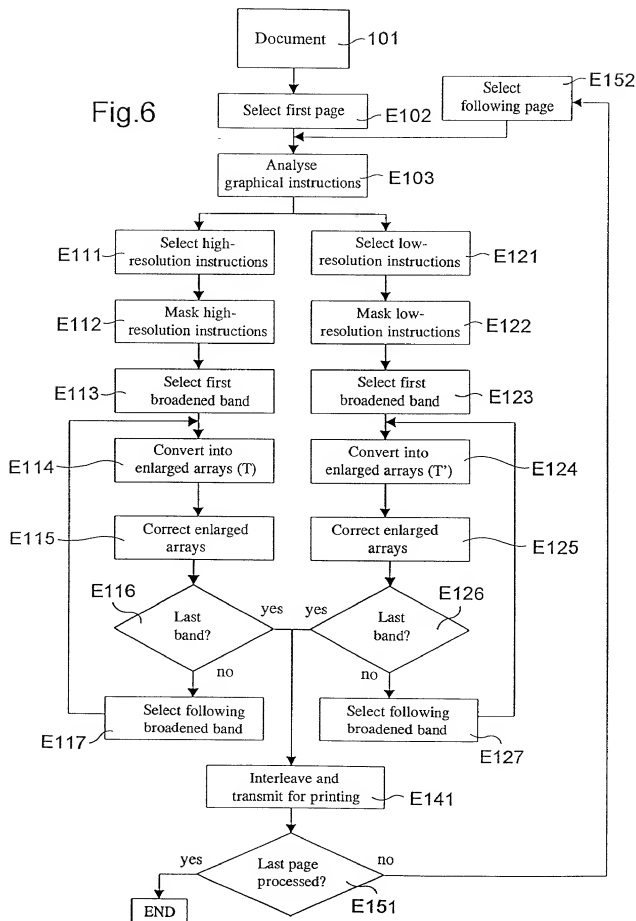 Document
101
E152
Select
following page
Fig.6
Select first page
E102
Analyse
graphical instructions
E103
Select high-
resolution instructions
E111
Select low-
resolution instructions
E121
Mask high-
resolution instructions
E112
Mask low-
resolution instructions
E122
Select first
broadened band
E113
Select first
broadened band
E123
Convert into
enlarged arrays (T)
E114
Convert into
enlarged arrays (T')
E124
Correct enlarged
arrays
E115
Correct enlarged
arrays
E125
E116
Last
band?
yes
no
yes
Last
band?
E126
no
Select following
broadened band
E117
Select following
broadened band
E127
Interleave and
transmit for printing
E141
yes
Last page
processed?
no
E151
END